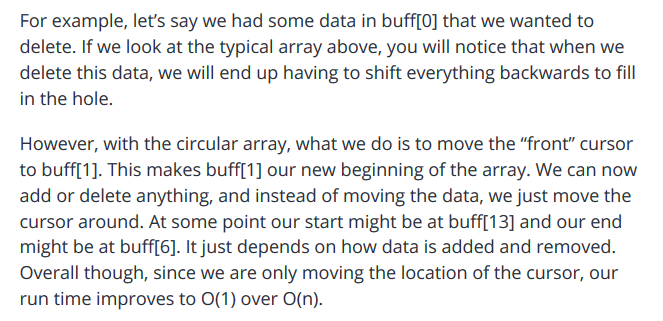 For example, let’s say we had some data in buff[0] that we wanted to
delete. If we look at the typical array above, you will notice that when we
delete this data, we will end up having to shift everything backwards to fill
in the hole.
However, with the circular array, what we do is to move the “front” cursor
to buff[1]. This makes buff[1] our new beginning of the array. We can now
add or delete anything, and instead of moving the data, we just move the
cursor around. At some point our start might be at buff[13] and our end
might be at buff[6]. It just depends on how data is added and removed.
Overall though, since we are only moving the location of the cursor, our
run time improves to O(1) over O(n).